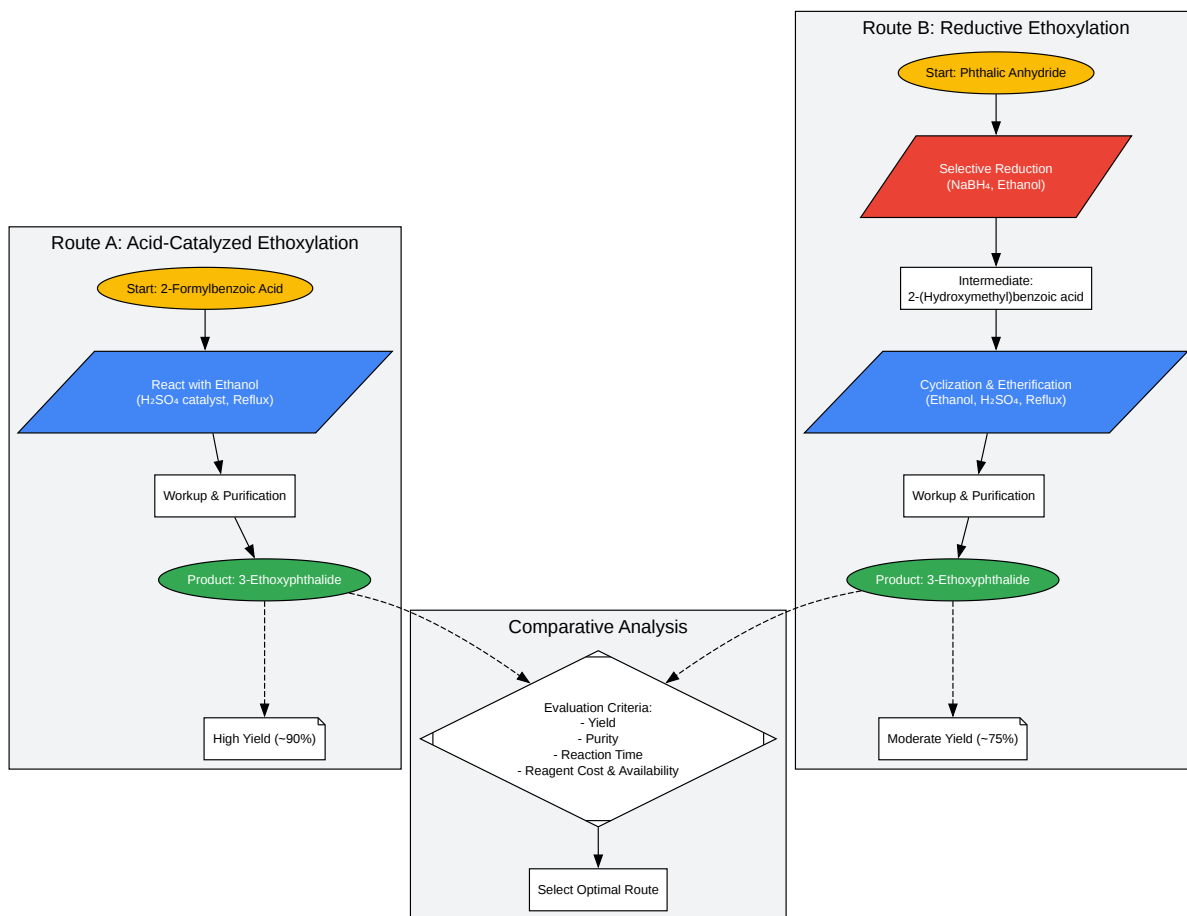 Route B: Reductive Ethoxylation
Start: Phthalic Anhydride
Selective Reduction
(NaBH₄, Ethanol)
Intermediate:
2-(Hydroxymethyl)benzoic acid
Cyclization & Etherification
(Ethanol, H₂SO₄, Reflux)
Workup & Purification
Product: 3-Ethoxyphthalide
Moderate Yield (~75%)
Route A: Acid-Catalyzed Ethoxylation
Start: 2-Formylbenzoic Acid
React with Ethanol
(H₂SO₄ catalyst, Reflux)
Workup & Purification
Product: 3-Ethoxyphthalide
High Yield (~90%)
Comparative Analysis
Evaluation Criteria:
- Yield
- Purity
- Reaction Time
- Reagent Cost & Availability
Select Optimal Route